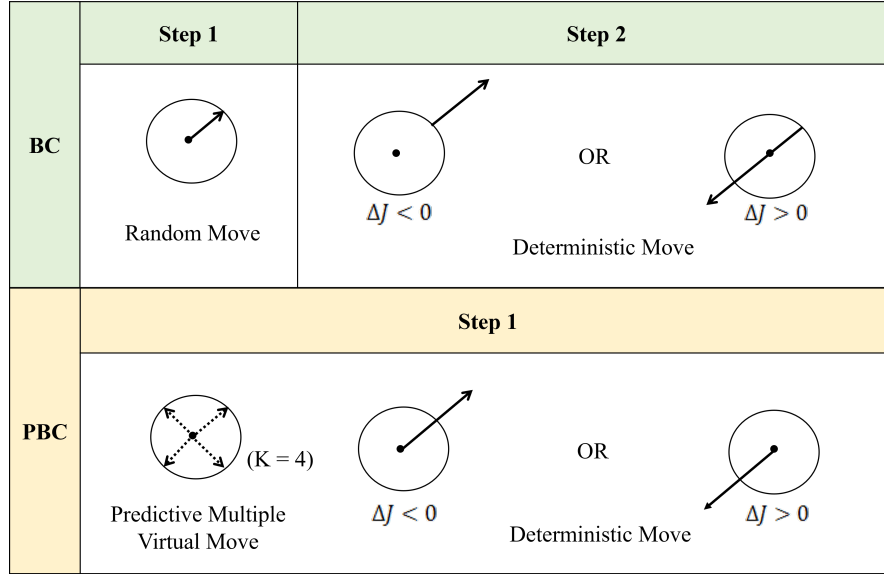 Step 1
Step 2
BC
Random Move
ΔJ < 0
OR
ΔJ > 0
Deterministic Move
Step 1
PBC
(K = 4)
Predictive Multiple
Virtual Move
ΔJ < 0
OR
ΔJ > 0
Deterministic Move